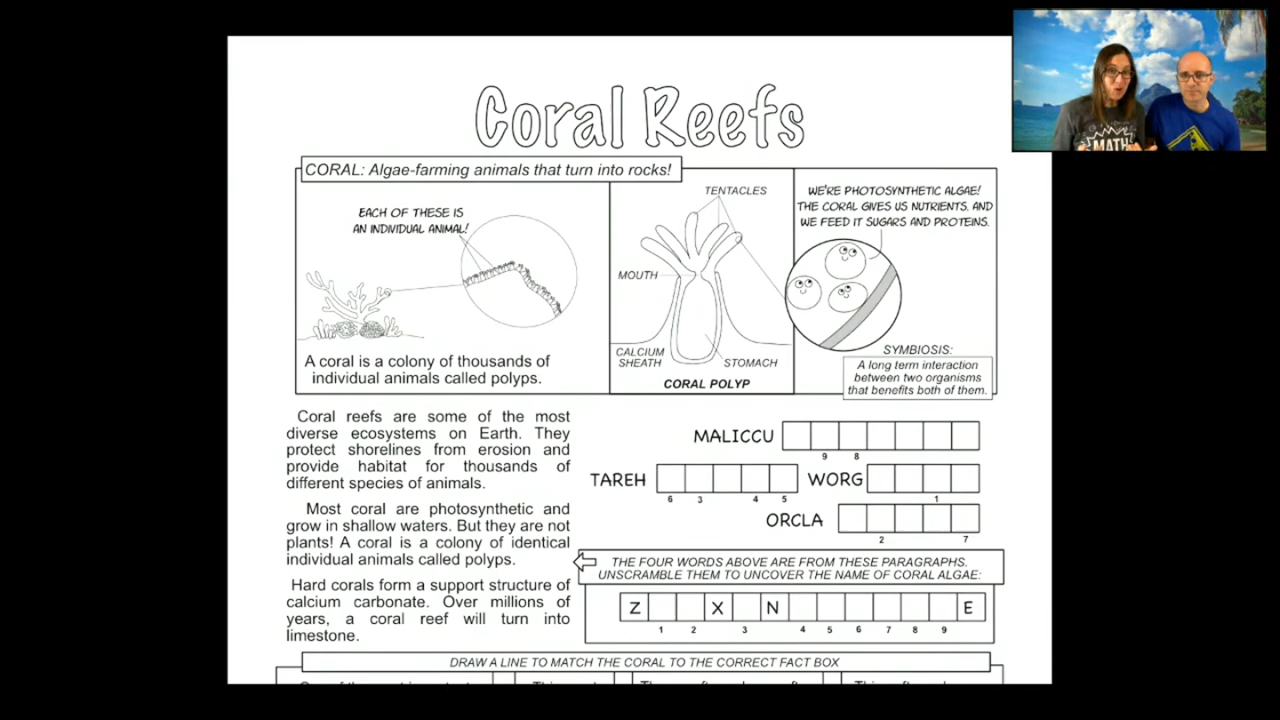 Coral Reefs
CORAL: Algae-farming animals that turn into rocks!
EACH OF THESE IS
AN INDIVIDUAL ANIMAL!
A coral is a colony of thousands of
individual animals called polyps.
TENTACLES
MOUTH
CALCIUM
SHEATH
STOMACH
CORAL POLYP
WE'RE PHOTOSYNTHETIC ALGAE!
THE CORAL GIVES US NUTRIENTS, AND
WE FEED IT SUGARS AND PROTEINS.
SYMBIOSIS:
A long term interaction
between two organisms
that benefits both of them.
MATH
Coral reefs are some of the most
diverse ecosystems on Earth. They
protect shorelines from erosion and
provide habitat for thousands of
different species of animals.
Most coral are photosynthetic and
grow in shallow waters. But they are not
plants! A coral is a colony of identical
individual animals called polyps.
Hard corals form a support structure of
calcium carbonate. Over millions of
years, a coral reef will turn into
limestone.
MALICCU
9 8
TAREH
6 3 4 5
WORG
1
ORCLA
2 7
THE FOUR WORDS ABOVE ARE FROM THESE PARAGRAPHS.
UNSCRAMBLE THEM TO UNCOVER THE NAME OF CORAL ALGAE:
Z X N E
1 2 3 4 5 6 7 8 9
DRAW A LINE TO MATCH THE CORAL TO THE CORRECT FACT BOX